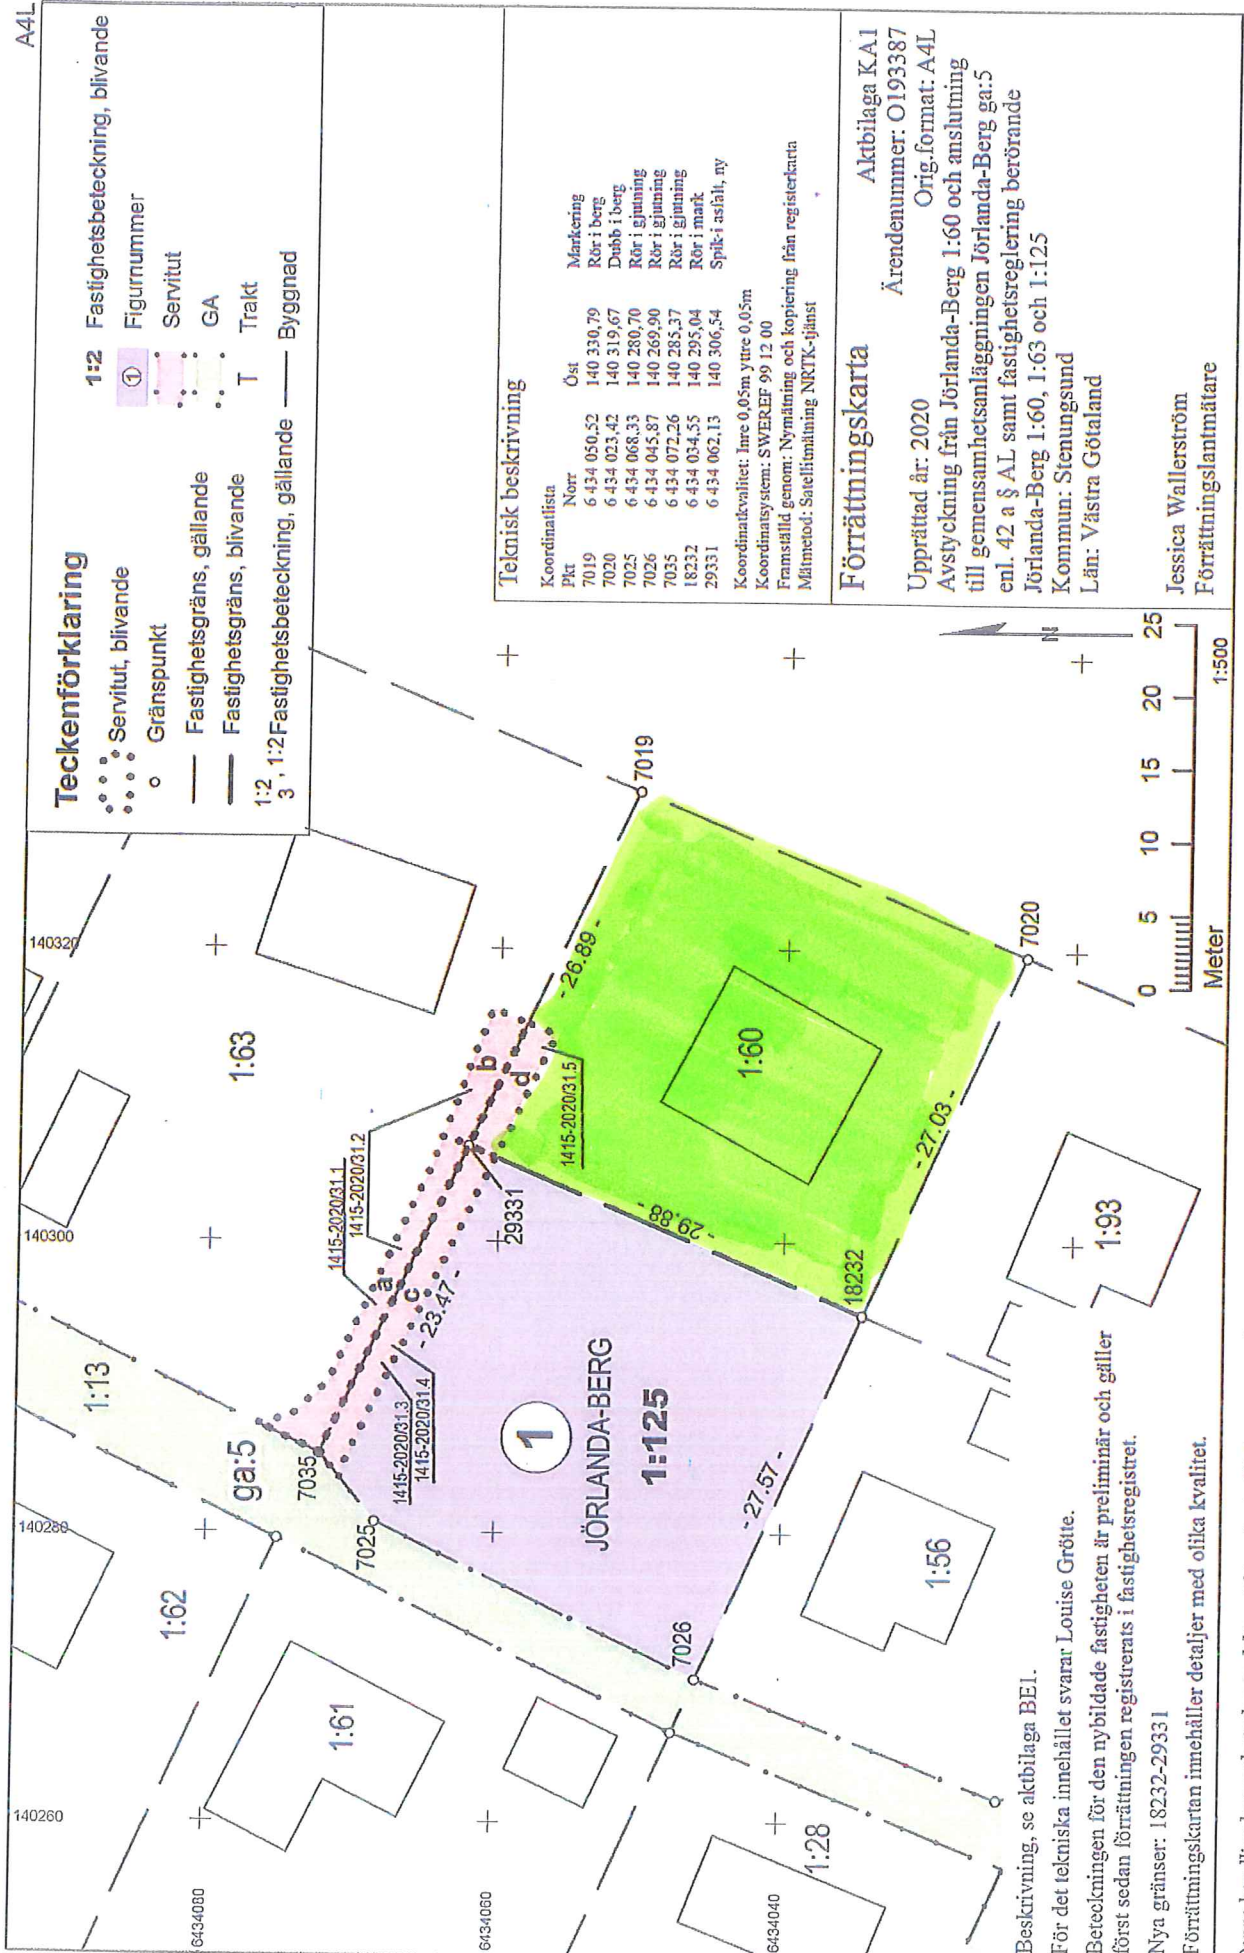 A4L
Teckenförklaring
Servitut, blivande
Gränspunkt
Fastighetsgräns, gällande
Fastighetsgräns, blivande
1:2
3 , 1:2 Fastighetsbeteckning, gällande
1:2 Fastighetsbeteckning, blivande
1 Figurnummer
Servitut
GA
T Trakt
Byggnad
Teknisk beskrivning
Koordinatlista
Pkt Norr Öst Markering
7019 6 434 050,52 140 330,79 Rör i berg
7020 6 434 023,42 140 319,67 Dubb i berg
7025 6 434 068,33 140 280,70 Rör i gjutning
7026 6 434 045,87 140 269,90 Rör i gjutning
7035 6 434 072,26 140 285,37 Rör i gjutning
18232 6 434 034,55 140 295,04 Rör i mark
29331 6 434 062,13 140 306,54 Spik i asfalt, ny
Koordinatkvalitet: Inre 0,05m yttre 0,05m
Koordinatsystem: SWEREF 99 12 00
Framställd genom: Nymätning och kopiering från registerkarta
Mätmetod: Satellitmätning NRTK-tjänst
Förrättningskarta Aktbilaga KA1
Ärendenummer: O193387
Upprättad år: 2020 Orig.format: A4L
Avstyckning från Jörlanda-Berg 1:60 och anslutning
till gemensamhetsanläggningen Jörlanda-Berg ga:5
enl. 42 a § AL samt fastighetsreglering berörande
Jörlanda-Berg 1:60, 1:63 och 1:125
Kommun: Stenungsund
Län: Västra Götaland
Jessica Wallerström
Förrättningslantmätare
140260
140280
140300
140320
6434080
6434060
6434040
1:62
1:13
1:63
1:61
ga:5
7035
7025
1415-2020/31.1
1415-2020/31.2
1415-2020/31.3
1415-2020/31.4
1415-2020/31.5
a
b
c
d
- 23.47 -
- 26.89 -
29331
7019
1
JÖRLANDA-BERG
1:125
1:60
- 29.88 -
7026
- 27.57 -
18232
- 27.03 -
7020
1:28
1:56
1:93
N
0 5 10 15 20 25
Meter
1:500
Beskrivning, se aktbilaga BE1.
För det tekniska innehållet svarar Louise Grötte.
Beteckningen för den nybildade fastigheten är preliminär och gäller
först sedan förrättningen registrerats i fastighetsregistret.
Nya gränser: 18232-29331
Förrättningskartan innehåller detaljer med olika kvalitet.